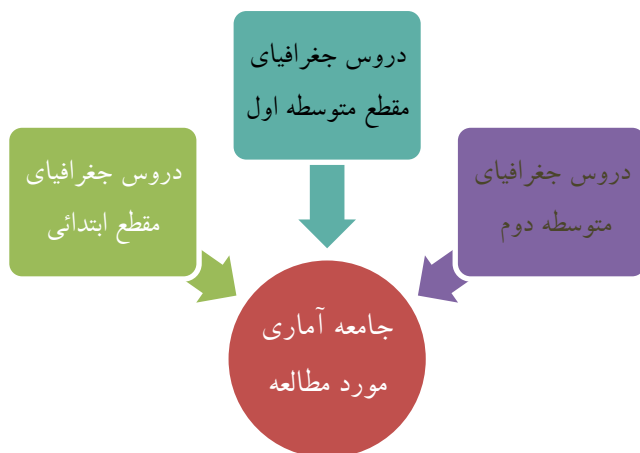 دروس جغرافیای
مقطع متوسطه اول
دروس جغرافیای
متوسطه دوم
دروس جغرافیای
مقطع ابتدائی
جامعه آماری
مورد مطالعه